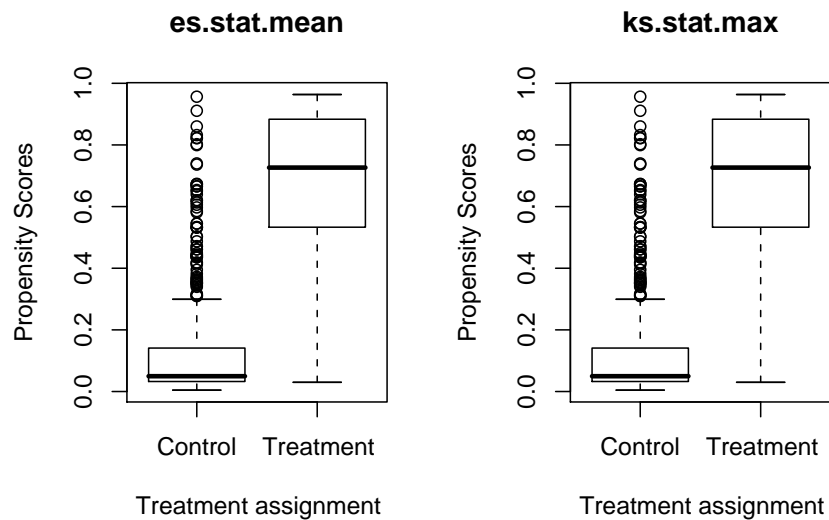 es.stat.mean
Propensity Scores
1.0
0.8
0.6
0.4
0.2
0.0
Control Treatment
Treatment assignment
ks.stat.max
Propensity Scores
1.0
0.8
0.6
0.4
0.2
0.0
Control Treatment
Treatment assignment